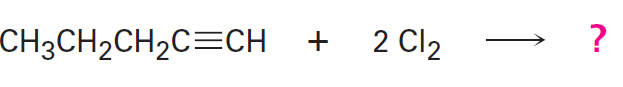 CH₃CH₂CH₂C≡CH + 2 Cl₂ ⟶ ?